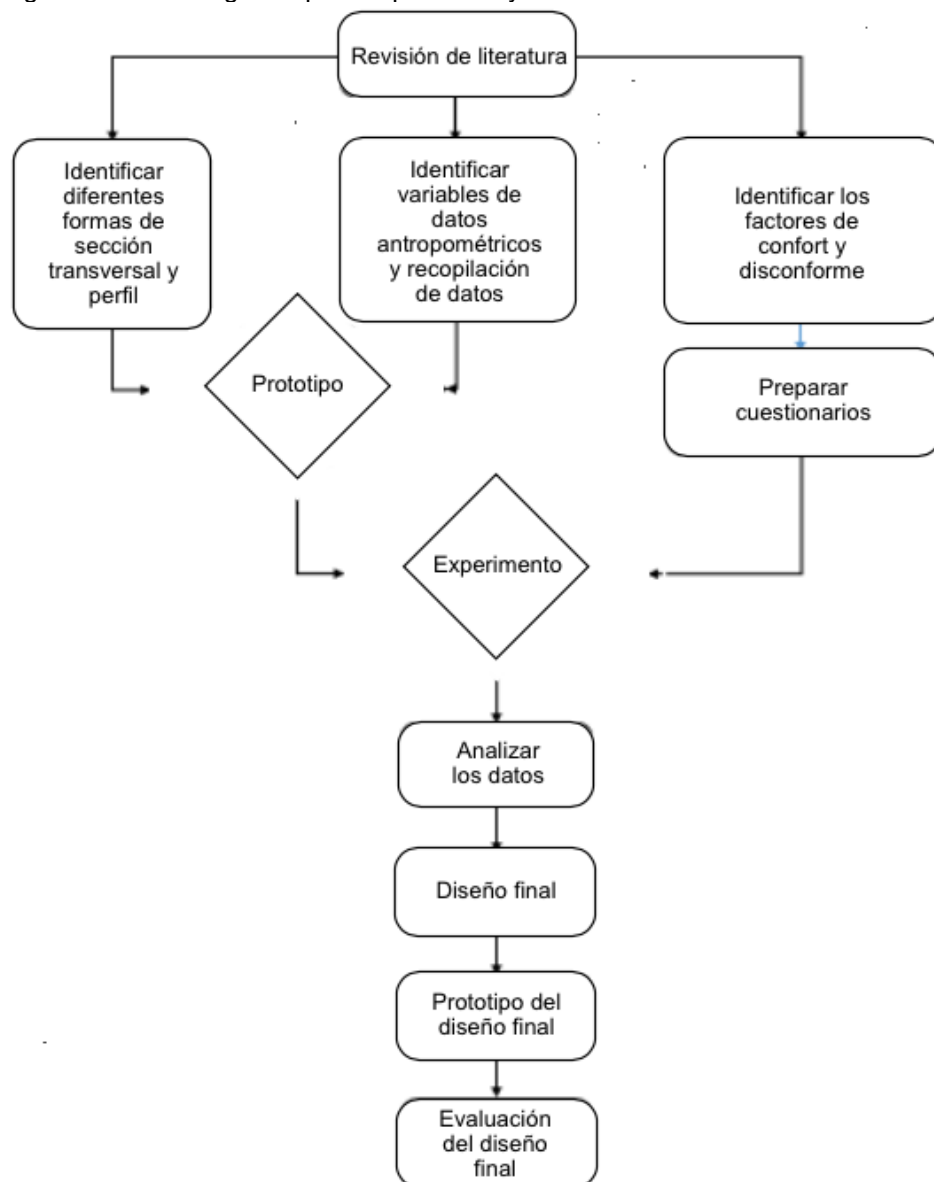 Revisión de literatura
Identificar
diferentes
formas de
sección
transversal y
perfil
Identificar
variables de
datos
antropométricos
y recopilación
de datos
Identificar los
factores de
confort y
disconforme
Prototipo
Preparar
cuestionarios
Experimento
Analizar
los datos
Diseño final
Prototipo del
diseño final
Evaluación
del diseño
final